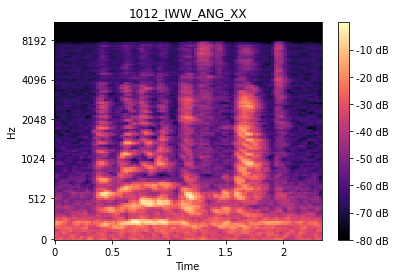 1012_IWW_ANG_XX
8192
4096
2048
1024
512
0
Hz
0
0.5
1
1.5
2
Time
-10 dB
-20 dB
-30 dB
-40 dB
-50 dB
-60 dB
-70 dB
-80 dB